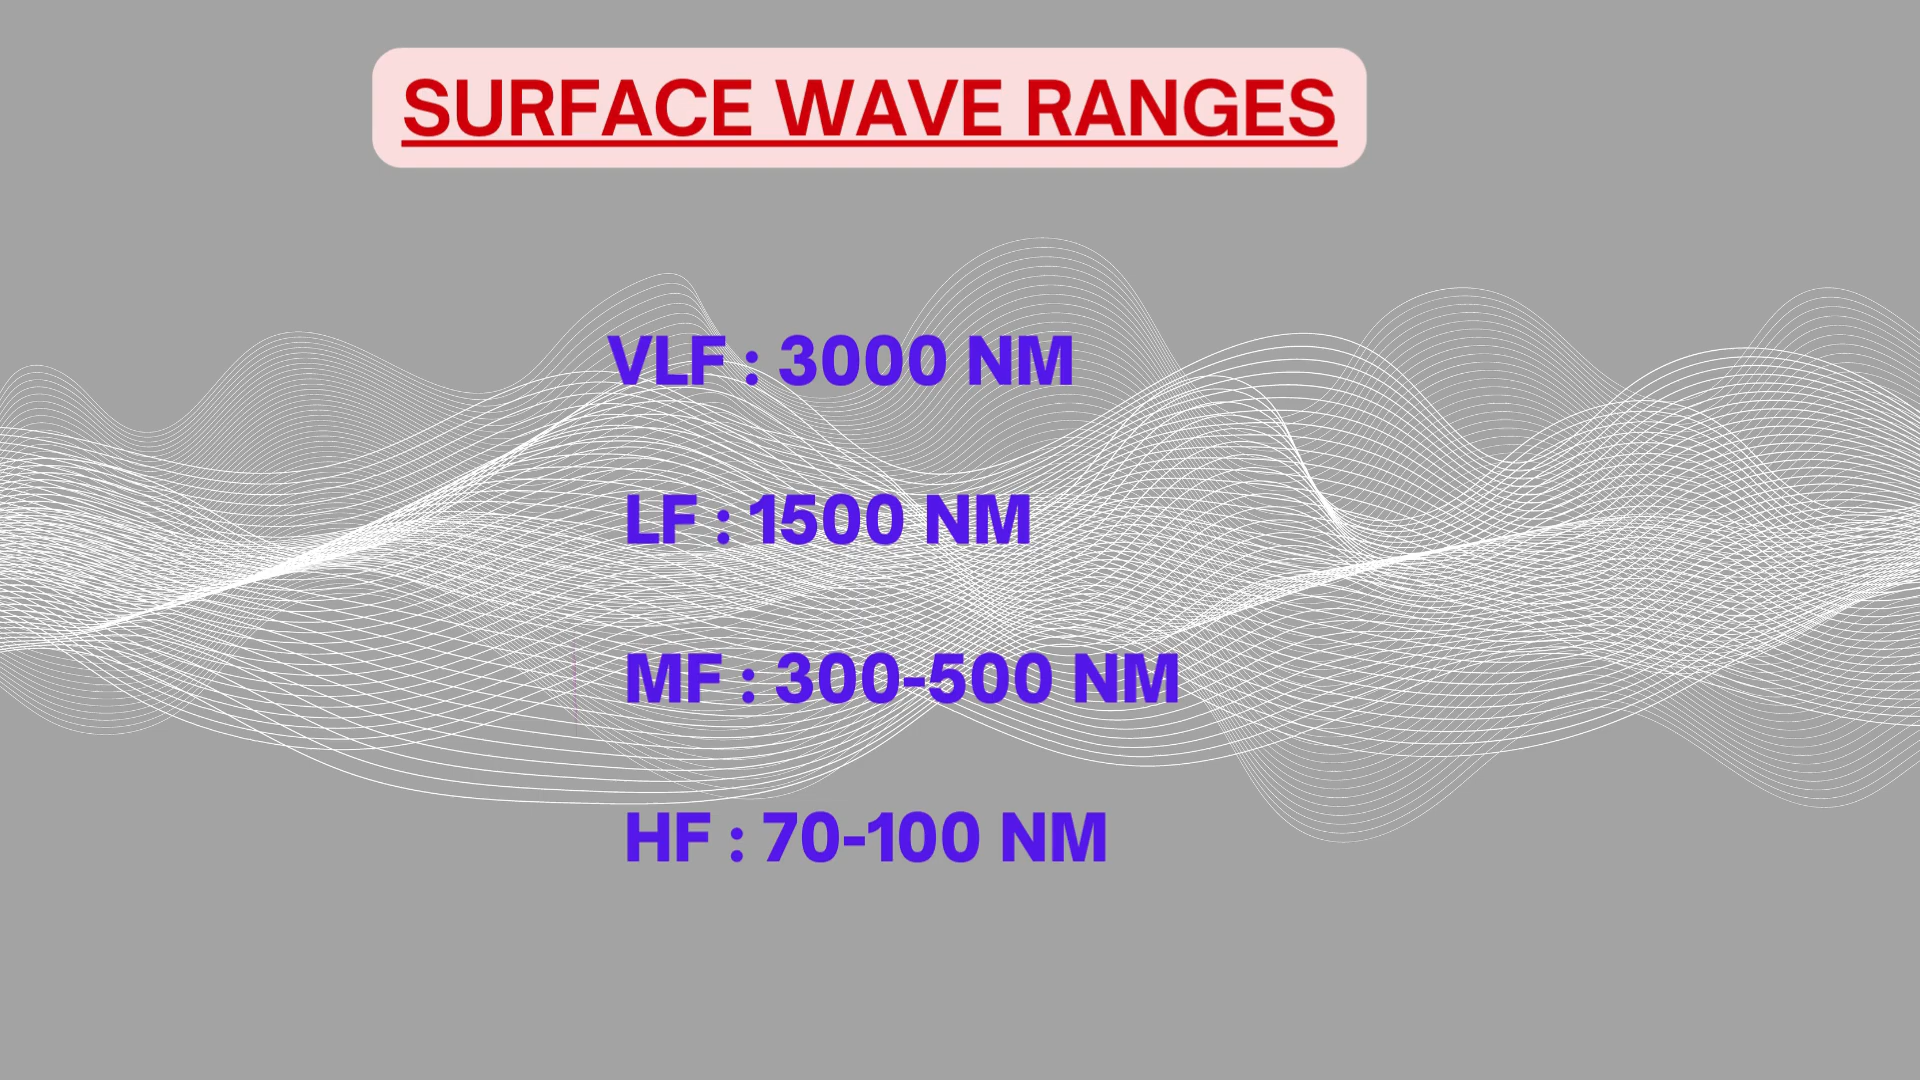 SURFACE WAVE RANGES
VLF : 3000 NM
LF : 1500 NM
MF : 300-500 NM
HF : 70-100 NM